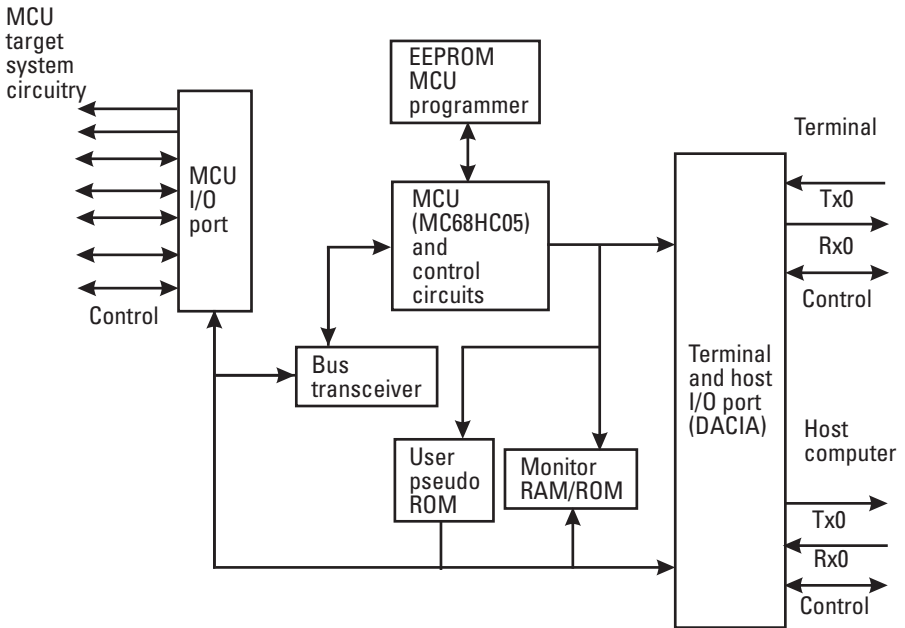 MCU
target
system
circuitry
MCU
I/O
port
Control
EEPROM
MCU
programmer
MCU
(MC68HC05)
and
control
circuits
Bus
transceiver
User
pseudo
ROM
Monitor
RAM/ROM
Terminal
and host
I/O port
(DACIA)
Terminal
Tx0
Rx0
Control
Host
computer
Tx0
Rx0
Control